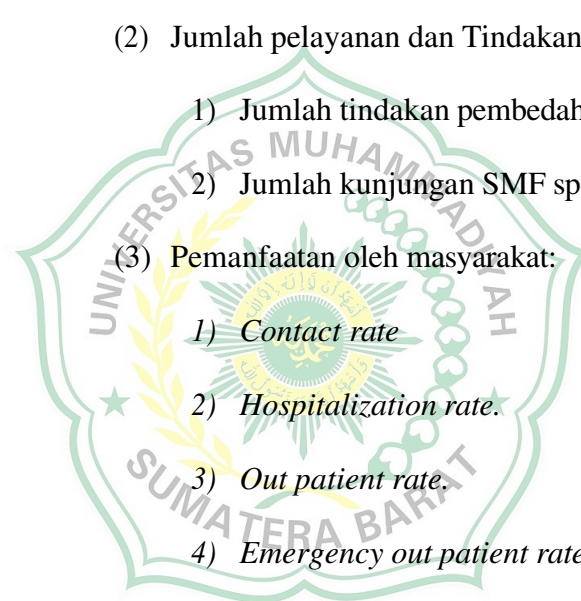 (2) Jumlah pelayanan dan Tindakan
1) Jumlah tindakan pembedah
2) Jumlah kunjungan SMF sp
(3) Pemanfaatan oleh masyarakat:
1) Contact rate
2) Hospitalization rate.
3) Out patient rate.
4) Emergency out patient rate
UNIVERSITAS MUHAMMADIYAH
SUMATERA BARAT